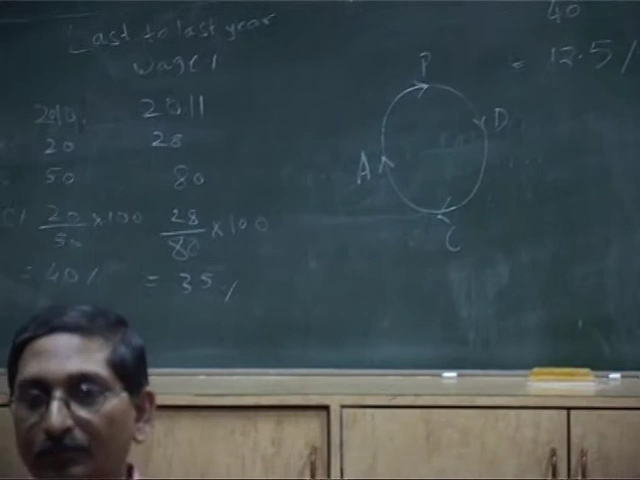 Last to last year
wage 1
2010. 2011
20 28
50 80
20/50 ×100 28/80 ×100
= 40% = 35%
P
D
A
C
40
= 12.5%